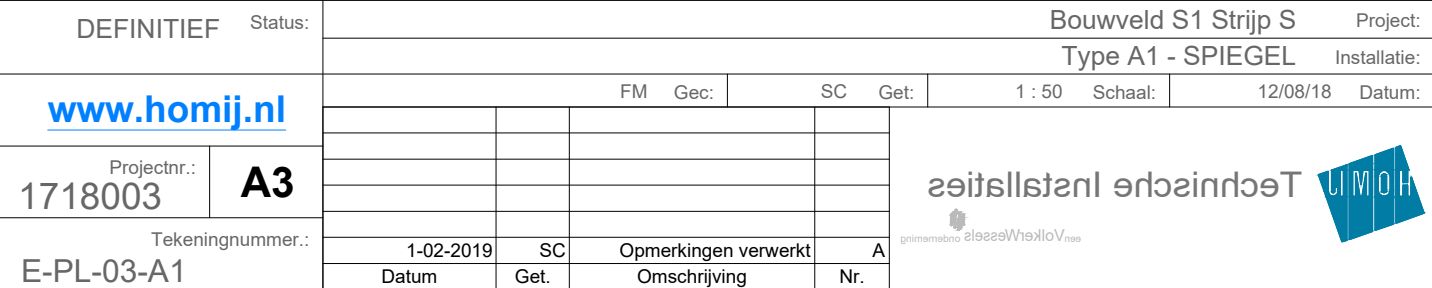 DEFINITIEF Status:
Bouwveld S1 Strijp S Project:
Type A1 - SPIEGEL Installatie:
FM Gec: SC Get: 1 : 50 Schaal: 12/08/18 Datum:
www.homij.nl
Projectnr.:
1718003
A3
Tekeningnummer.:
E-PL-03-A1
1-02-2019 SC Opmerkingen verwerkt A
Datum Get. Omschrijving Nr.
HOMIJ
Technische Installaties
een VolkerWessels onderneming